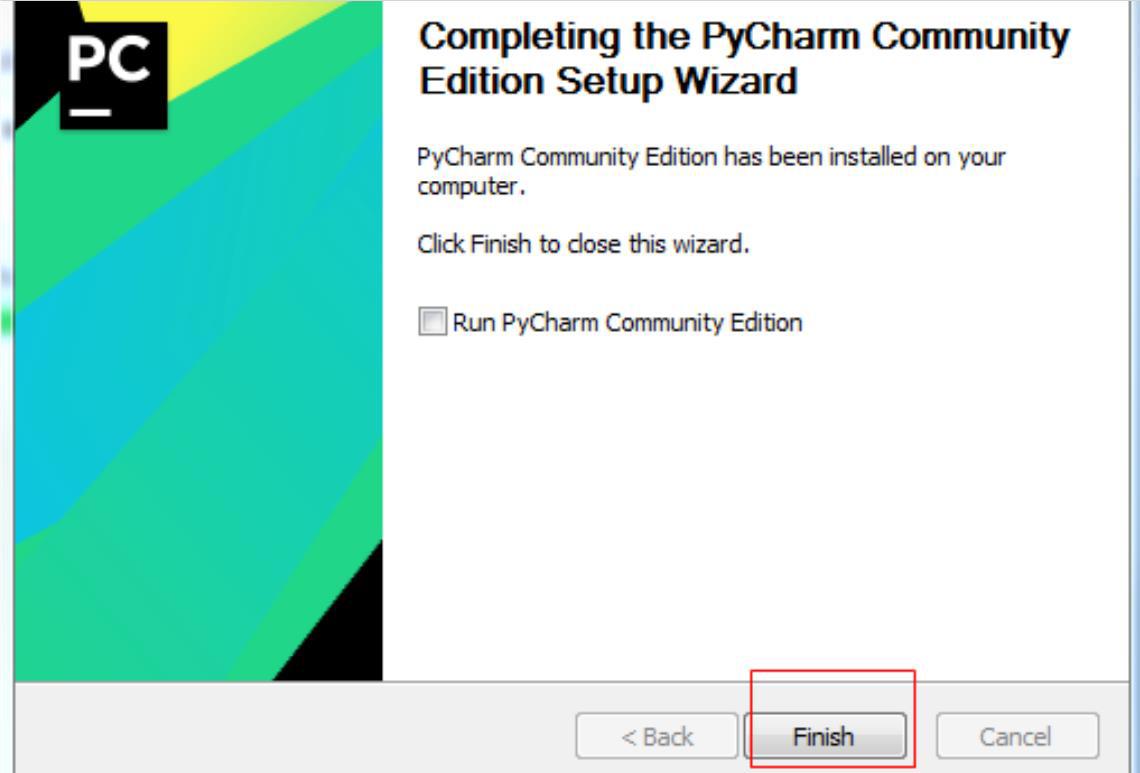 PC
Completing the PyCharm Community
Edition Setup Wizard
PyCharm Community Edition has been installed on your
computer.
Click Finish to close this wizard.
Run PyCharm Community Edition
< Back
Finish
Cancel